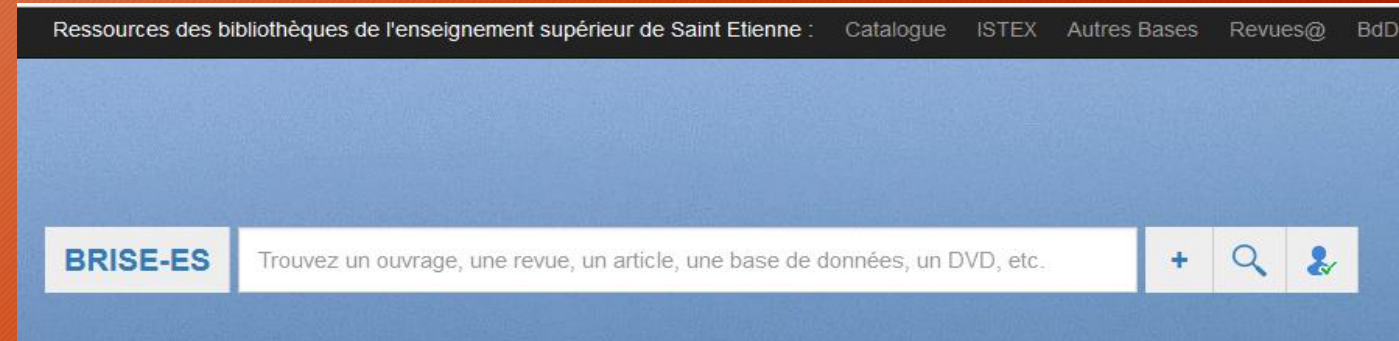 Ressources des bibliothèques de l'enseignement supérieur de Saint Etienne : Catalogue ISTEX Autres Bases Revues@ BdD
BRISE-ES Trouvez un ouvrage, une revue, un article, une base de données, un DVD, etc. +